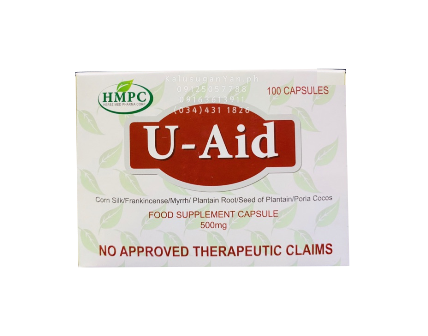 HMPC
100 CAPSULES
(034)431 1826
U-Aid
Corn Silk/Frankincense/Myrrh/ Plantain Root/Seed of Plantain/Poria Cocos
FOOD SUPPLEMENT CAPSULE
500mg
NO APPROVED THERAPEUTIC CLAIMS